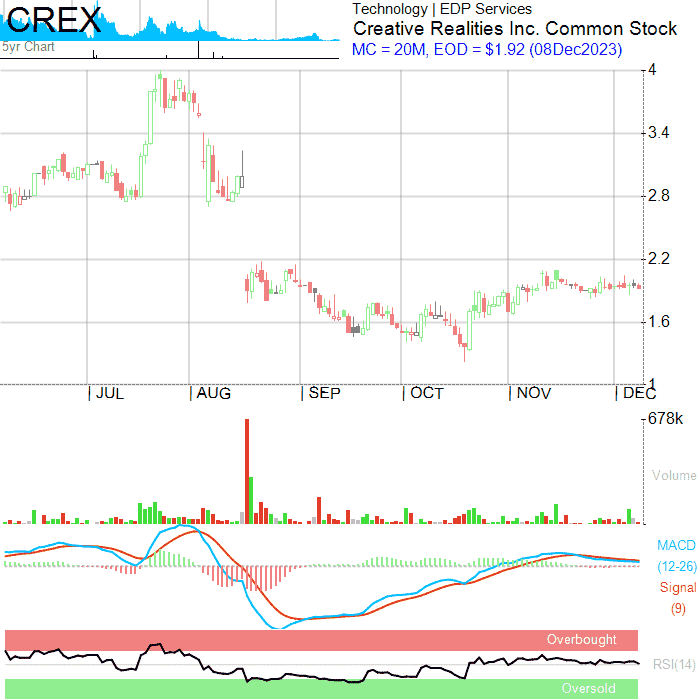 CREX
5yr Chart
Technology | EDP Services
Creative Realities Inc. Common Stock
MC = 20M, EOD = $1.92 (08Dec2023)
4
3.4
2.8
2.2
1.6
1
JUL
AUG
SEP
OCT
NOV
DEC
678k
Volume
MACD
(12-26)
Signal
(9)
Overbought
RSI(14)
Oversold